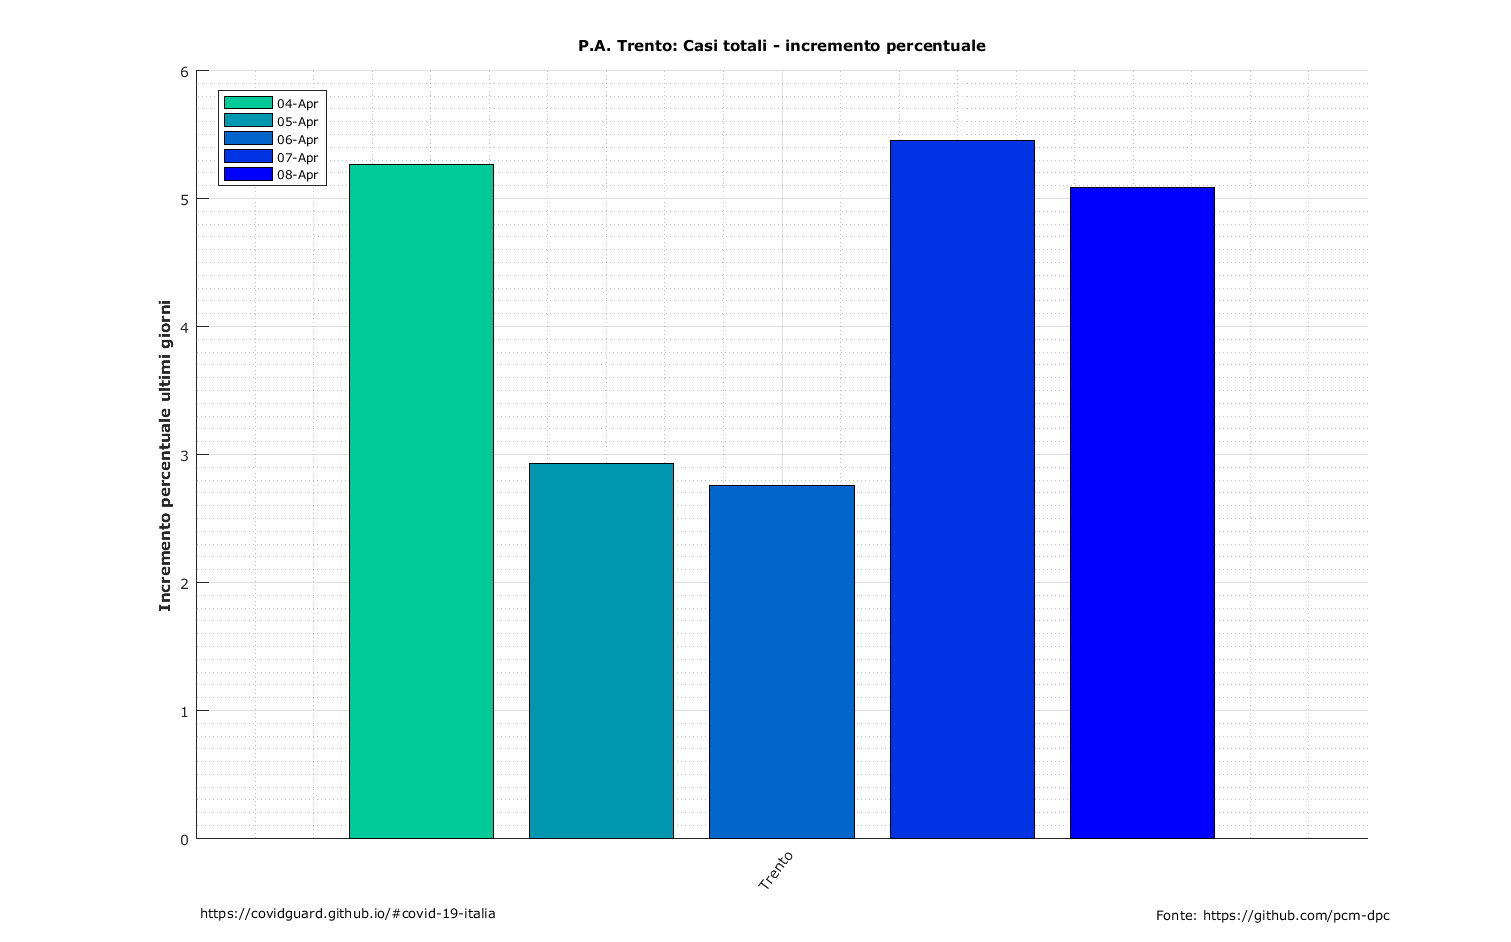 P.A. Trento: Casi totali - incremento percentuale
6
5
4
3
2
1
0
Incremento percentuale ultimi giorni
04-Apr
05-Apr
06-Apr
07-Apr
08-Apr
Trento
https://covidguard.github.io/#covid-19-italia
Fonte: https://github.com/pcm-dpc